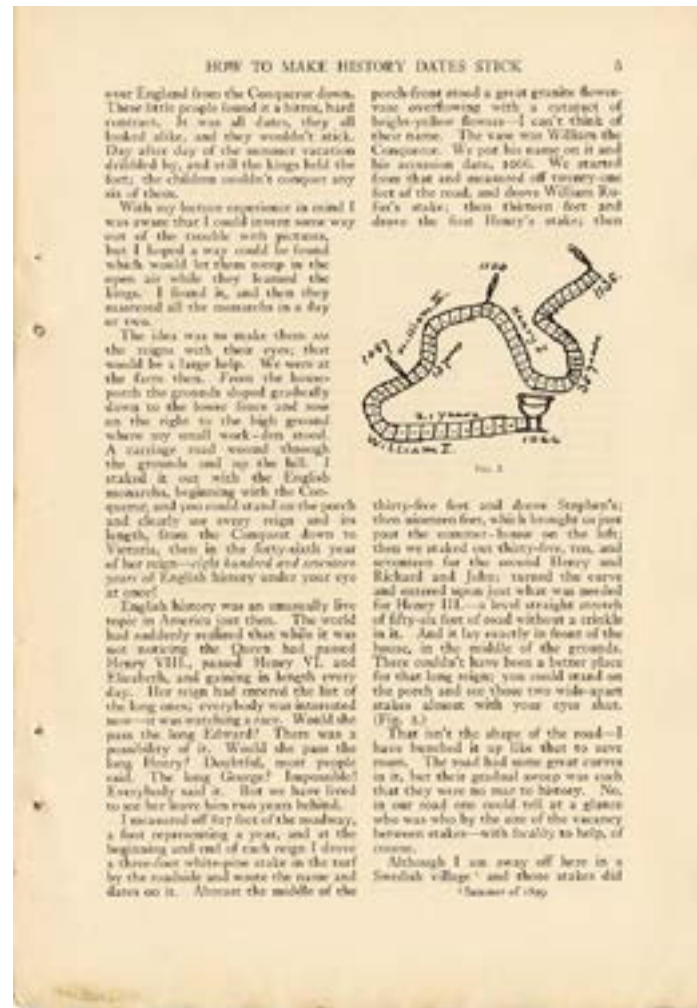 HOW TO MAKE HISTORY DATES STICK 5
over England from the Conqueror down.
These little people found it a bitter, hard
contract. It was all dates, they all
looked alike, and they wouldn't stick.
Day after day of the summer vacation
dribbled by, and still the kings held the
fort; the children couldn't conquer any
six of them.
With my lecture experience in mind I
was aware that I could invent some way
out of the trouble with pictures,
but I hoped a way could be found
which would let them romp in the
open air while they learned the
kings. I found it, and then they
mastered all the monarchs in a day
or two.
The idea was to make them see
the reigns with their eyes; that
would be a large help. We were at
the farm then. From the house-
porch the grounds sloped gradually
down to the lower fence and rose
on the right to the high ground
where my small work-den stood.
A carriage road wound through
the grounds and up the hill. I
staked it out with the English
monarchs, beginning with the Con-
queror, and you could stand on the porch
and clearly see every reign and its
length, from the Conquest down to
Victoria, then in the forty-sixth year
of her reign—eight hundred and seventeen
years of English history under your eye
at once!
English history was an unusually live
topic in America just then. The world
had suddenly realized that while it was
not noticing the Queen had passed
Henry VIII., passed Henry VI. and
Elizabeth, and gaining in length every
day. Her reign had entered the list of
the long ones; everybody was interested
now—it was watching a race. Would she
pass the long Edward? There was a
possibility of it. Would she pass the
long Henry? Doubtful, most people
said. The long George? Impossible!
Everybody said it. But we have lived
to see her leave him two years behind.
I measured off 817 feet of the roadway,
a foot representing a year, and at the
beginning and end of each reign I drove
a three-foot white-pine stake in the turf
by the roadside and wrote the name and
dates on it. Abreast the middle of the
porch-front stood a great granite flower-
vase overflowing with a cataract of
bright-yellow flowers—I can't think of
their name. The vase was William the
Conqueror. We put his name on it and
his accession date, 1066. We started
from that and measured off twenty-one
feet of the road, and drove William Ru-
fus's stake; then thirteen feet and
drove the first Henry's stake; then
1100
William II.
Henry I
1135
1087
13 years
35 years
21 years
William I.
1066
FIG. 2
thirty-five feet and drove Stephen's;
then nineteen feet, which brought us just
past the summer-house on the left;
then we staked out thirty-five, ten, and
seventeen for the second Henry and
Richard and John; turned the curve
and entered upon just what was needed
for Henry III.—a level straight stretch
of fifty-six feet of road without a crinkle
in it. And it lay exactly in front of the
house, in the middle of the grounds.
There couldn't have been a better place
for that long reign; you could stand on
the porch and see those two wide-apart
stakes almost with your eyes shut.
(Fig. 2.)
That isn't the shape of the road—I
have bunched it up like that to save
room. The road had some great curves
in it, but their gradual sweep was such
that they were no mar to history. No,
in our road one could tell at a glance
who was who by the size of the vacancy
between stakes—with locality to help, of
course.
Although I am away off here in a
Swedish village ¹ and those stakes did
¹ Summer of 1899